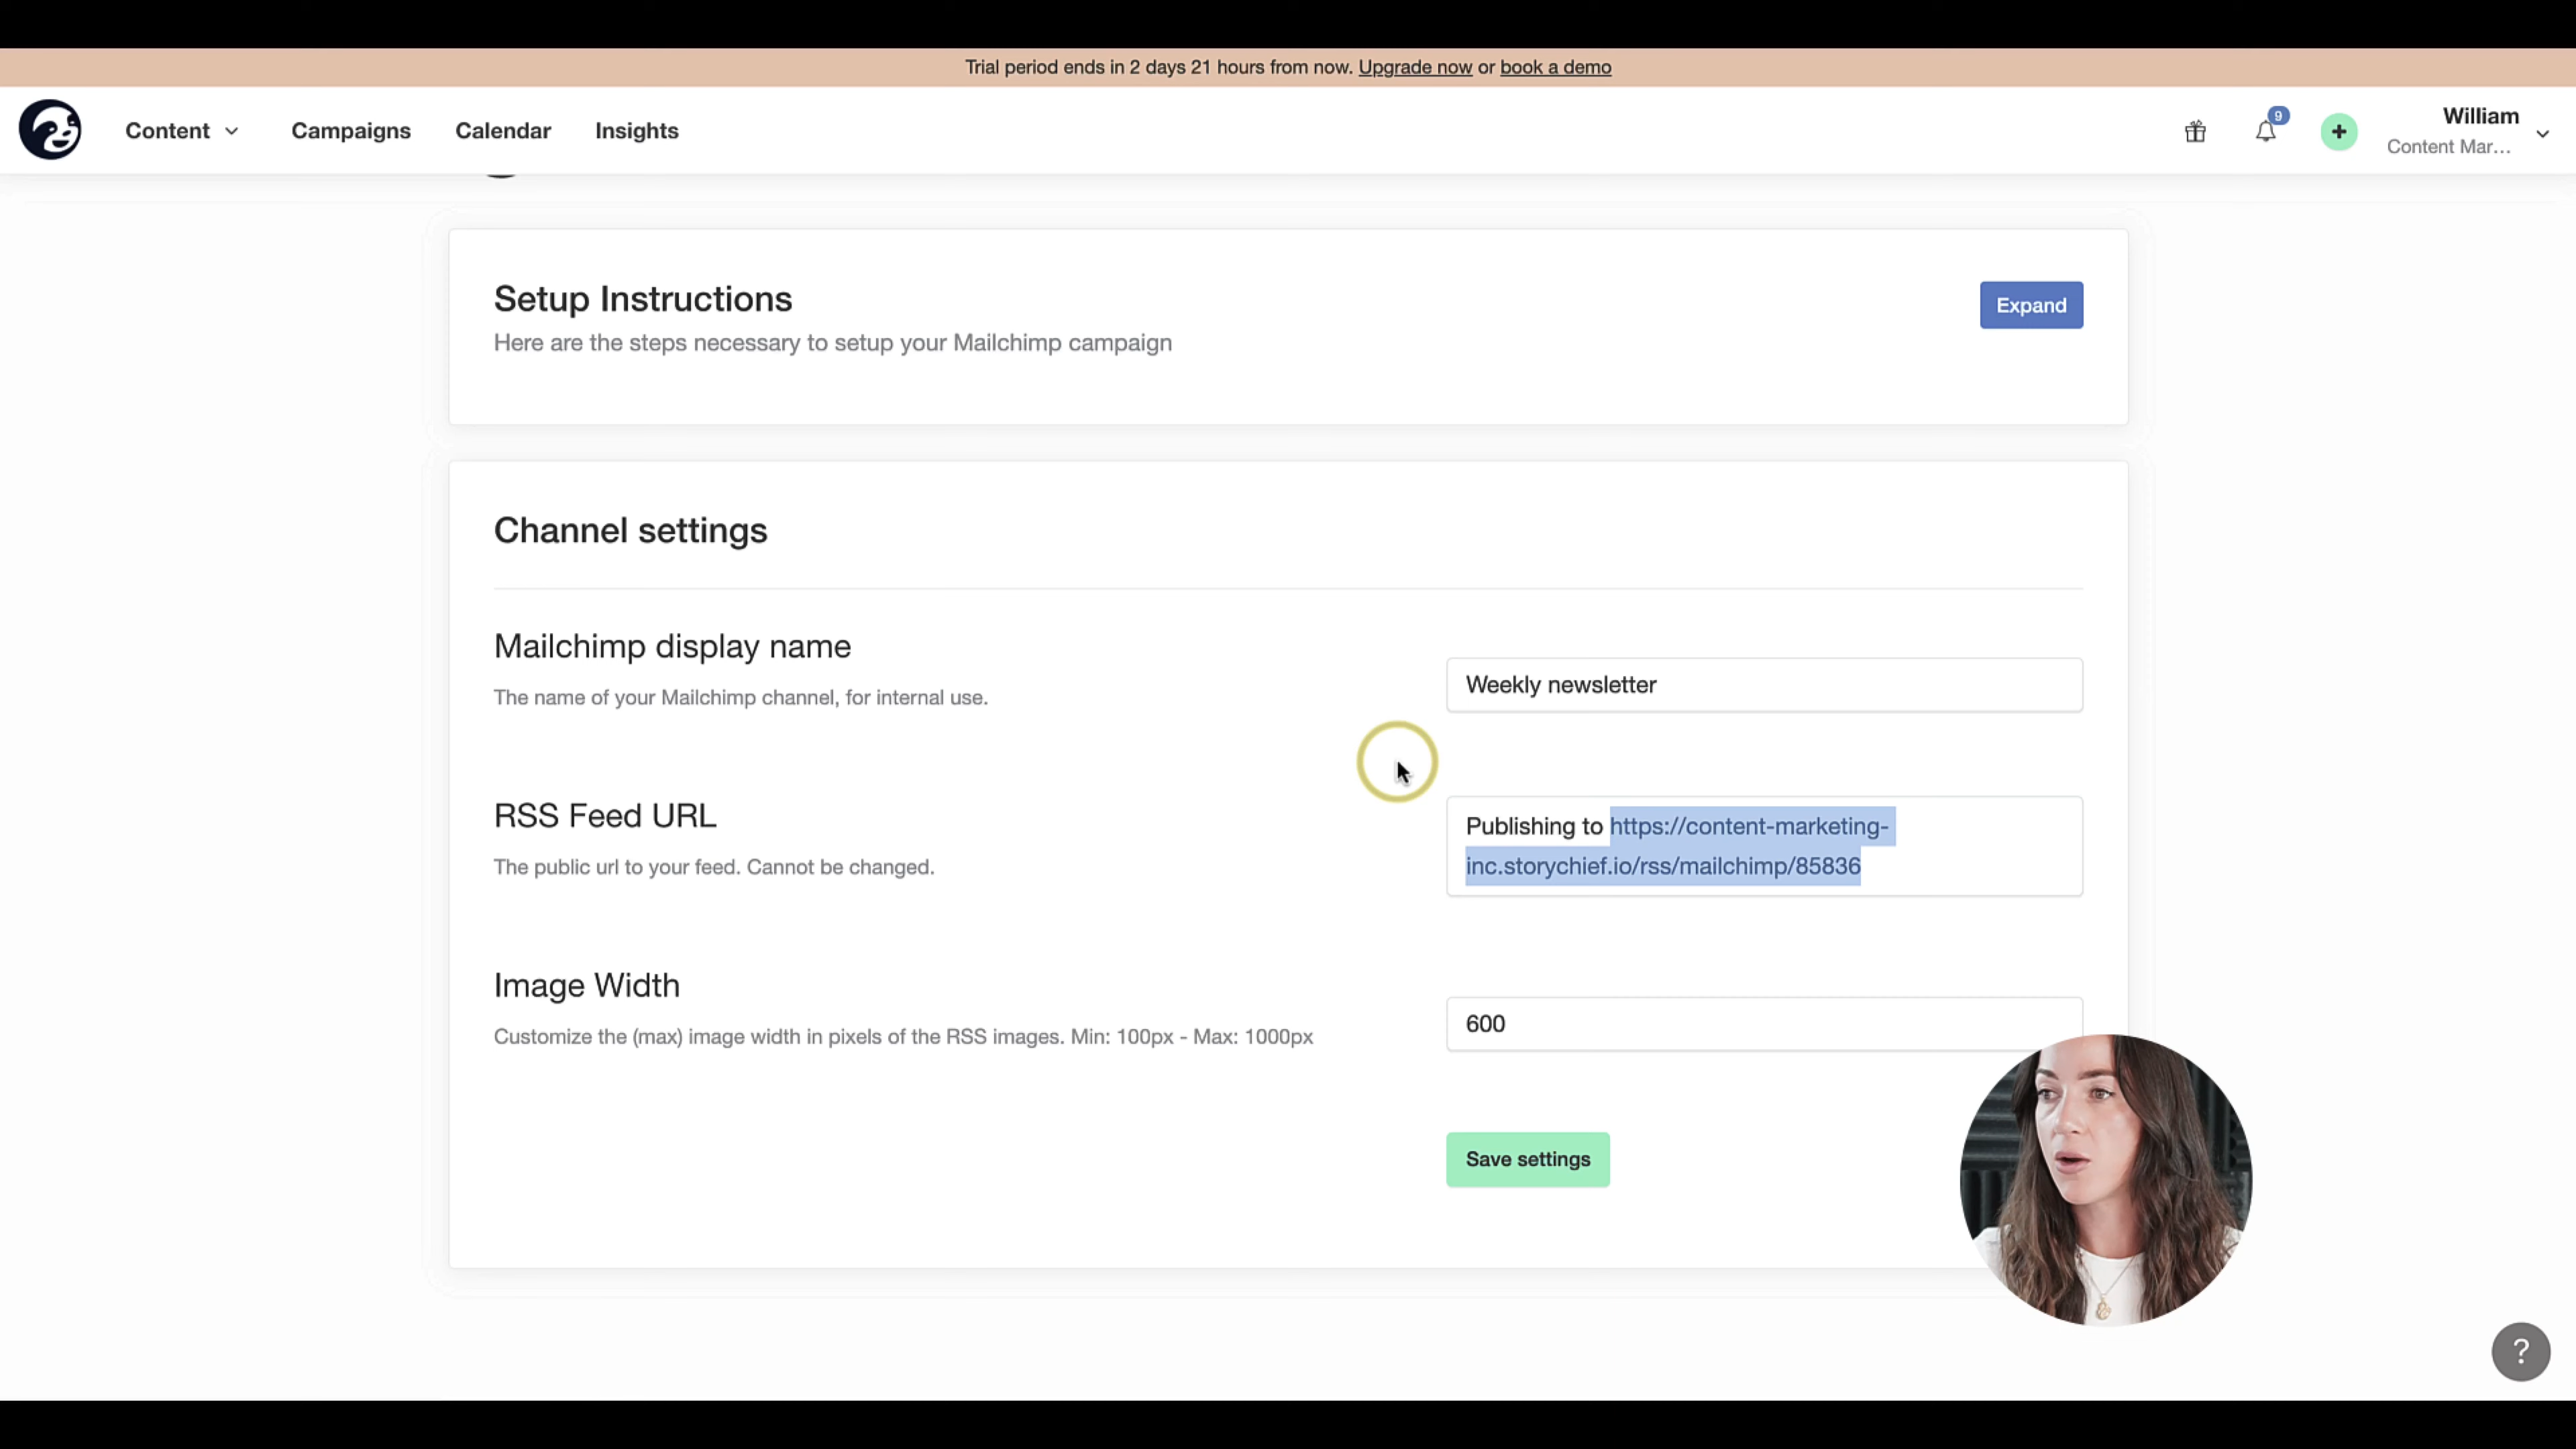 Trial period ends in 2 days 21 hours from now. Upgrade now or book a demo
Content Campaigns Calendar Insights
9
William
Content Mar...
Setup Instructions
Expand
Here are the steps necessary to setup your Mailchimp campaign
Channel settings
Mailchimp display name
The name of your Mailchimp channel, for internal use.
Weekly newsletter
RSS Feed URL
The public url to your feed. Cannot be changed.
Publishing to https://content-marketing-
inc.storychief.io/rss/mailchimp/85836
Image Width
Customize the (max) image width in pixels of the RSS images. Min: 100px - Max: 1000px
600
Save settings
?